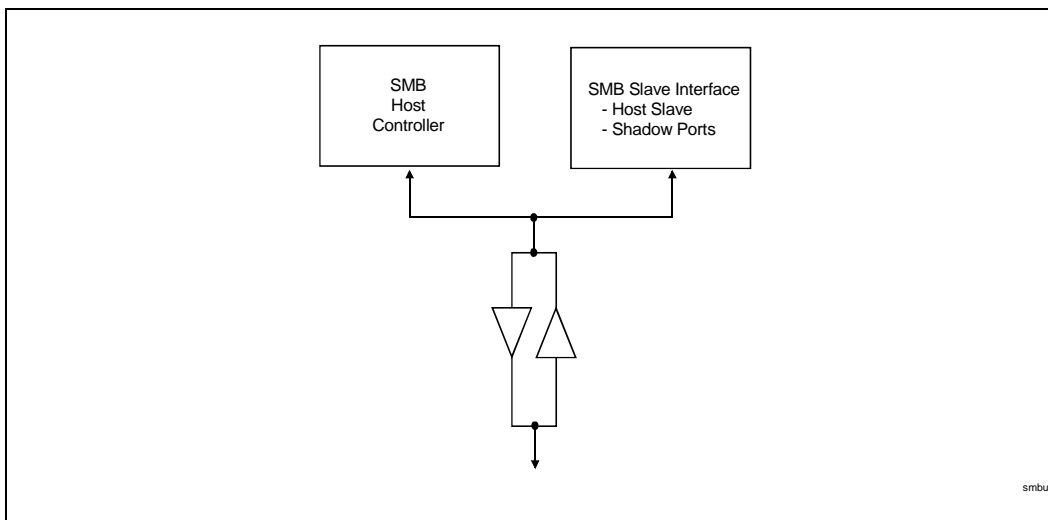 SMB
Host
Controller
SMB Slave Interface
- Host Slave
- Shadow Ports
smbu